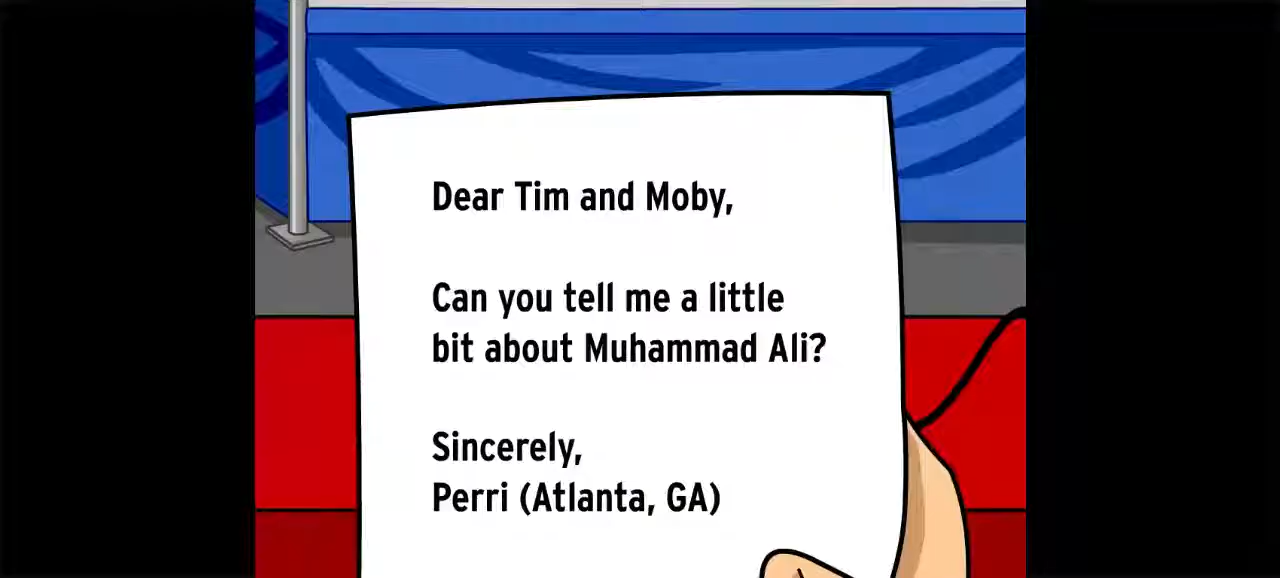 Dear Tim and Moby,
Can you tell me a little
bit about Muhammad Ali?
Sincerely,
Perri (Atlanta, GA)